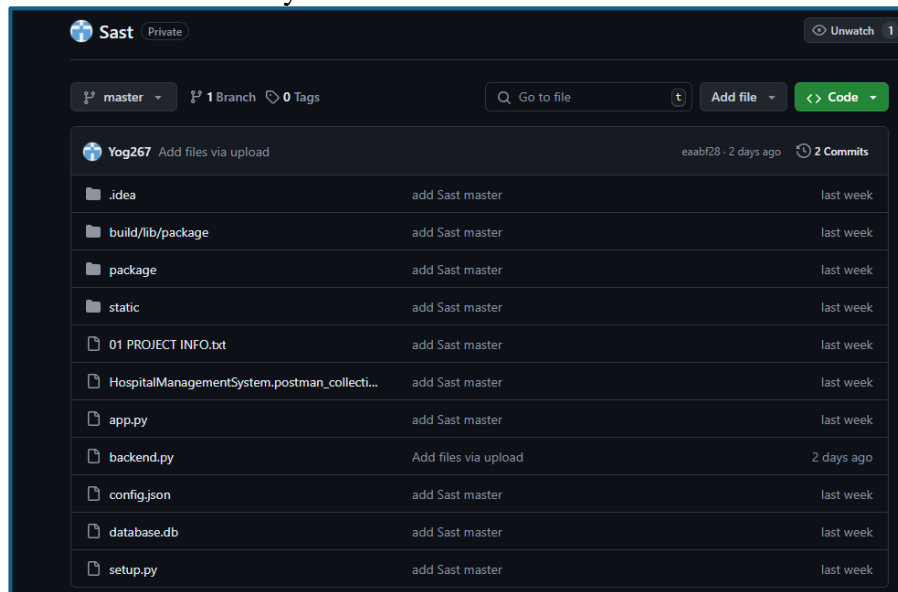 Sast Private Unwatch 1
master 1 Branch 0 Tags Go to file t Add file Code
Yog267 Add files via upload eaabf28 · 2 days ago 2 Commits
.idea add Sast master last week
build/lib/package add Sast master last week
package add Sast master last week
static add Sast master last week
01 PROJECT INFO.txt add Sast master last week
HospitalManagementSystem.postman_collecti... add Sast master last week
app.py add Sast master last week
backend.py Add files via upload 2 days ago
config.json add Sast master last week
database.db add Sast master last week
setup.py add Sast master last week